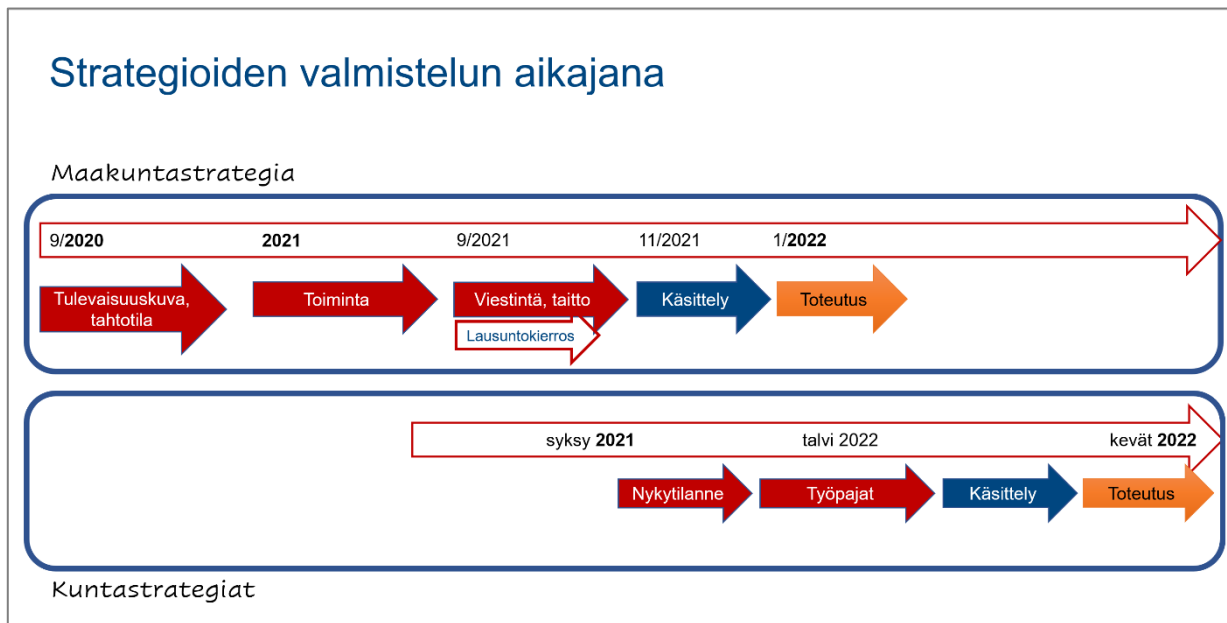 Strategioiden valmistelun aikajana
Maakuntastrategia
9/2020 2021 9/2021 11/2021 1/2022
Tulevaisuuskuva,
tahtotila
Toiminta
Viestintä, taitto
Käsittely
Toteutus
Lausuntokierros
syksy 2021 talvi 2022 kevät 2022
Nykytilanne
Työpajat
Käsittely
Toteutus
Kuntastrategiat